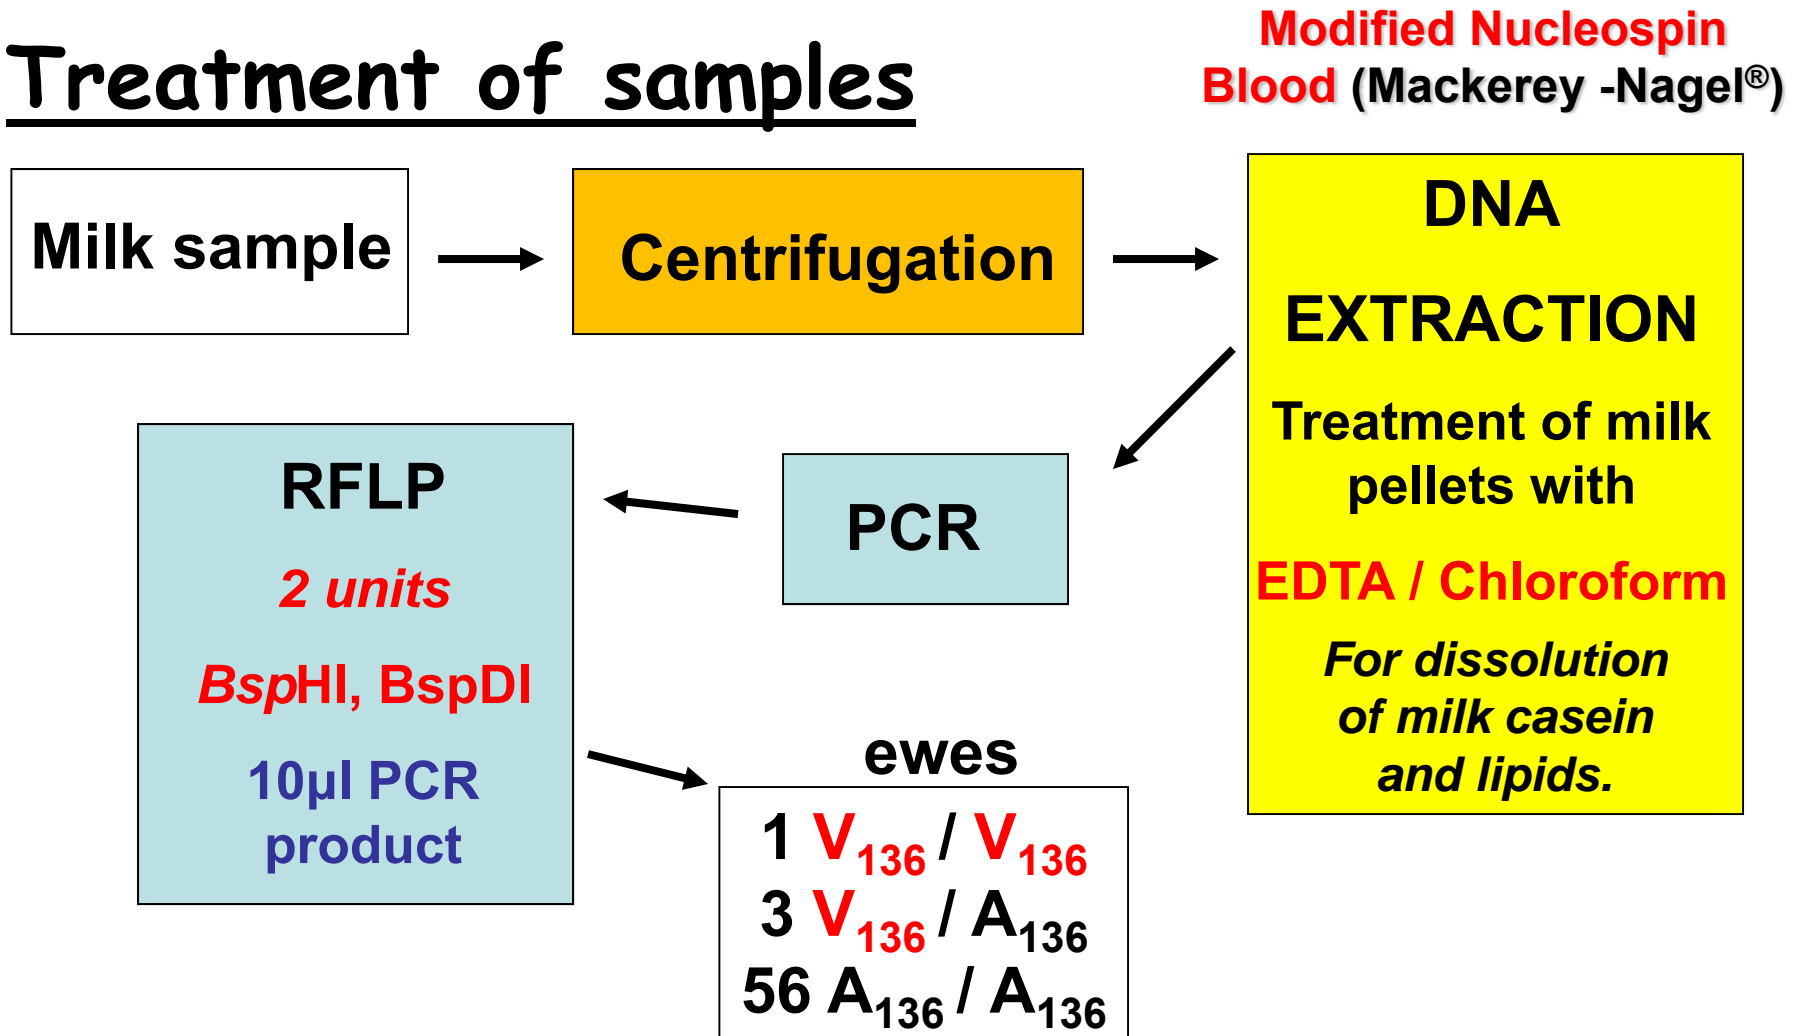 Treatment of samples
Modified Nucleospin
Blood (Mackerey -Nagel®)
Milk sample
Centrifugation
DNA
EXTRACTION
Treatment of milk
pellets with
EDTA / Chloroform
For dissolution
of milk casein
and lipids.
PCR
RFLP
2 units
BspHI, BspDI
10µl PCR
product
ewes
1 V136 / V136
3 V136 / A136
56 A136 / A136